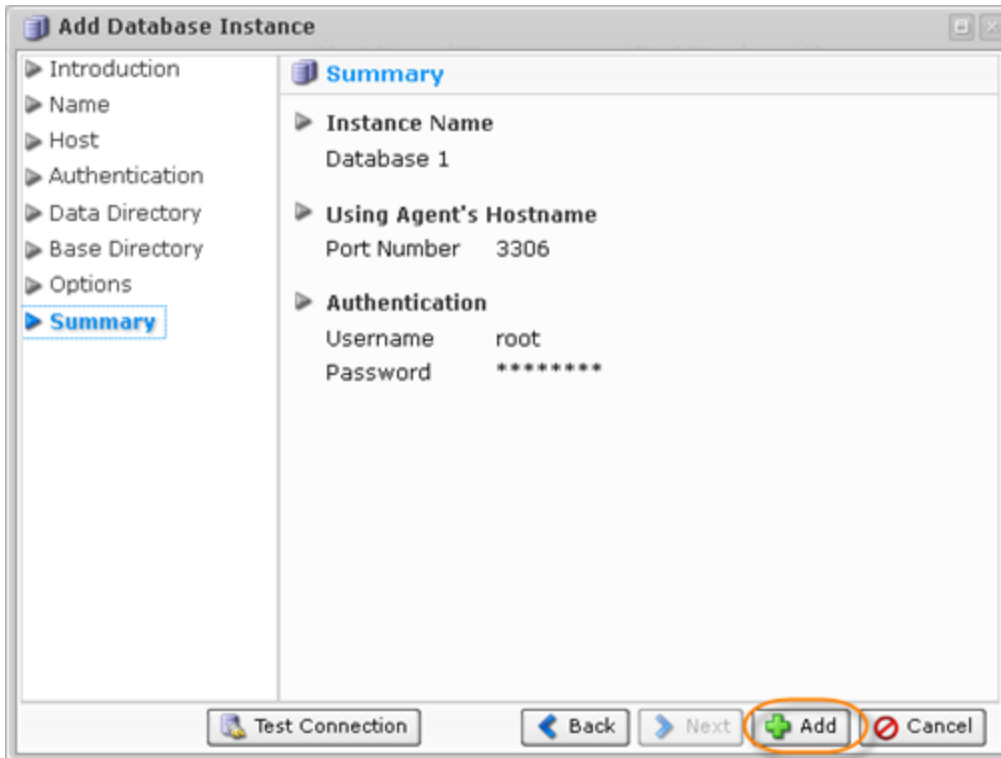 Add Database Instance
Introduction
Name
Host
Authentication
Data Directory
Base Directory
Options
Summary
Summary
Instance Name
Database 1
Using Agent's Hostname
Port Number 3306
Authentication
Username root
Password ********
Test Connection Back Next Add Cancel